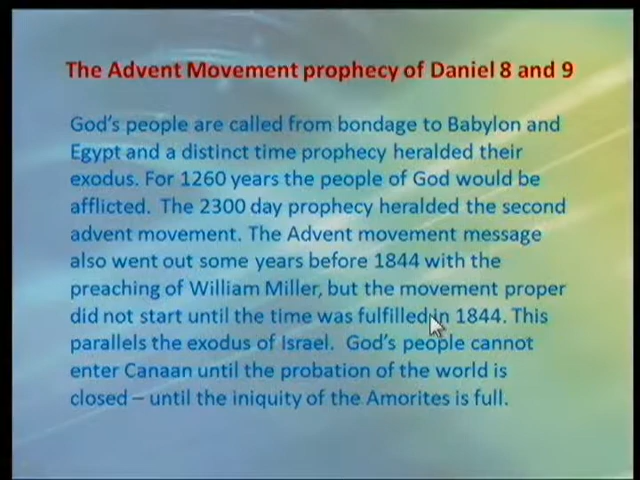 The Advent Movement prophecy of Daniel 8 and 9
God's people are called from bondage to Babylon and
Egypt and a distinct time prophecy heralded their
exodus. For 1260 years the people of God would be
afflicted. The 2300 day prophecy heralded the second
advent movement. The Advent movement message
also went out some years before 1844 with the
preaching of William Miller, but the movement proper
did not start until the time was fulfilled in 1844. This
parallels the exodus of Israel. God's people cannot
enter Canaan until the probation of the world is
closed – until the iniquity of the Amorites is full.